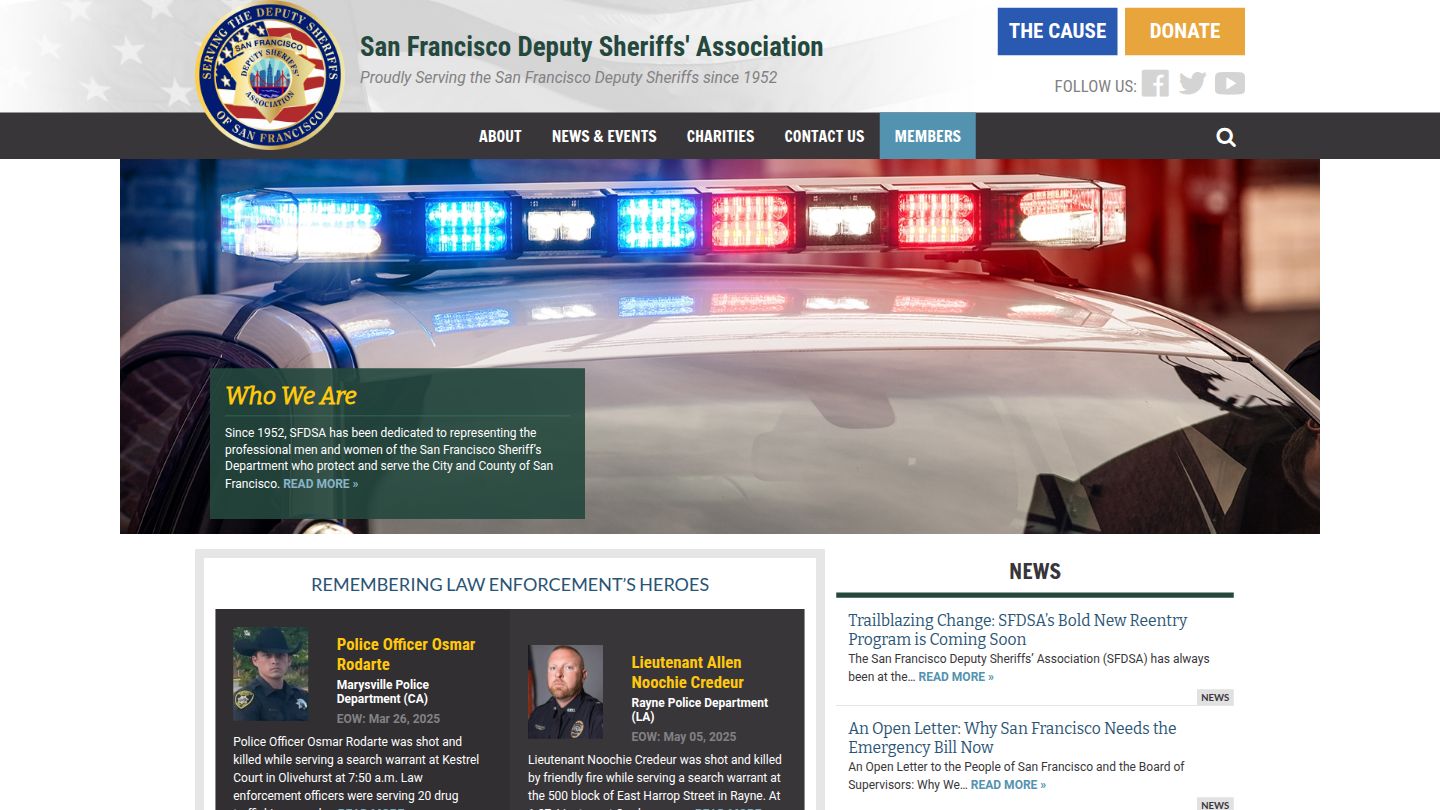 SERVING THE DEPUTY SHERIFFS
OF SAN FRANCISCO
SAN FRANCISCO
DEPUTY SHERIFFS'
ASSOCIATION
San Francisco Deputy Sheriffs' Association
Proudly Serving the San Francisco Deputy Sheriffs since 1952
THE CAUSE
DONATE
FOLLOW US:
ABOUT
NEWS & EVENTS
CHARITIES
CONTACT US
MEMBERS
Who We Are
Since 1952, SFDSA has been dedicated to representing the
professional men and women of the San Francisco Sheriff's
Department who protect and serve the City and County of San
Francisco. READ MORE »
REMEMBERING LAW ENFORCEMENT'S HEROES
Police Officer Osmar
Rodarte
Marysville Police
Department (CA)
EOW: Mar 26, 2025
Police Officer Osmar Rodarte was shot and
killed while serving a search warrant at Kestrel
Court in Olivehurst at 7:50 a.m. Law
enforcement officers were serving 20 drug
Lieutenant Allen
Noochie Credeur
Rayne Police Department
(LA)
EOW: May 05, 2025
Lieutenant Noochie Credeur was shot and killed
by friendly fire while serving a search warrant at
the 500 block of East Harrop Street in Rayne. At
NEWS
Trailblazing Change: SFDSA's Bold New Reentry
Program is Coming Soon
The San Francisco Deputy Sheriffs' Association (SFDSA) has always
been at the... READ MORE »
NEWS
An Open Letter: Why San Francisco Needs the
Emergency Bill Now
An Open Letter to the People of San Francisco and the Board of
Supervisors: Why We... READ MORE »
NEWS